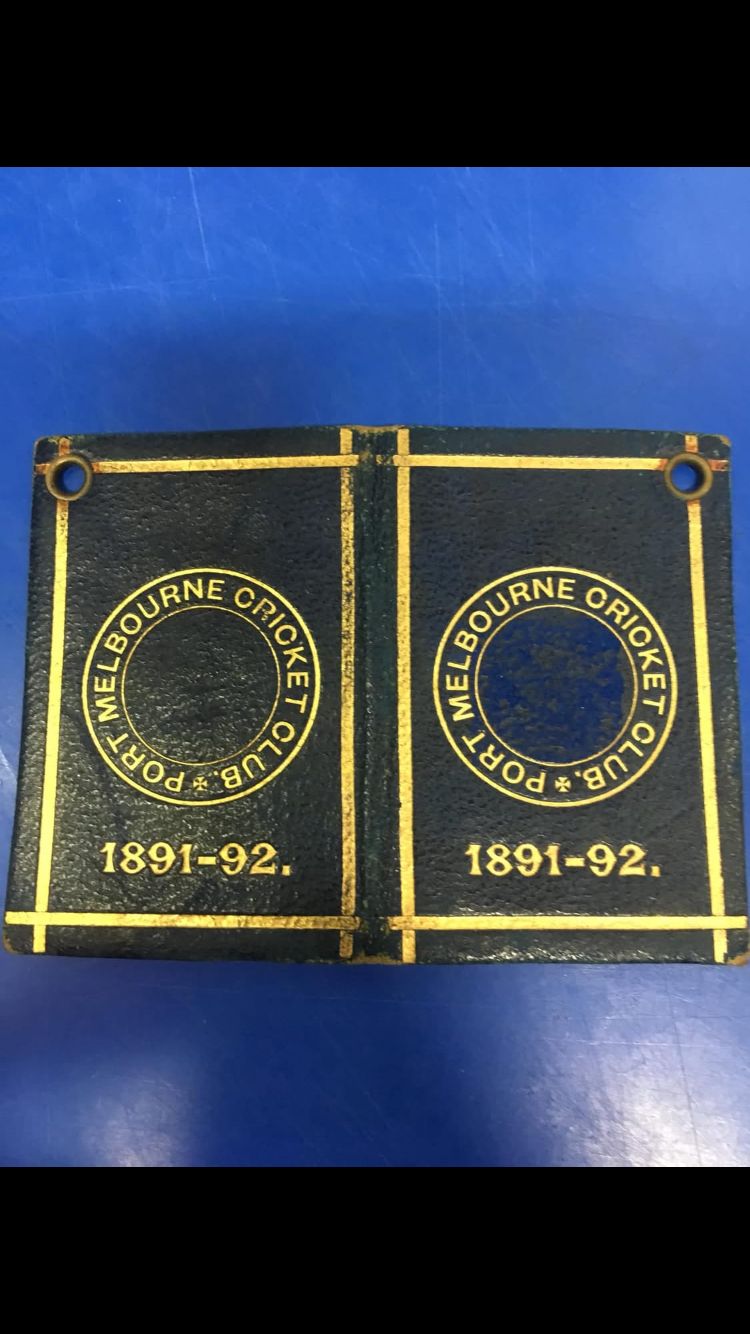 PORT MELBOURNE CRICKET CLUB.
1891-92.
PORT MELBOURNE CRICKET CLUB.
1891-92.